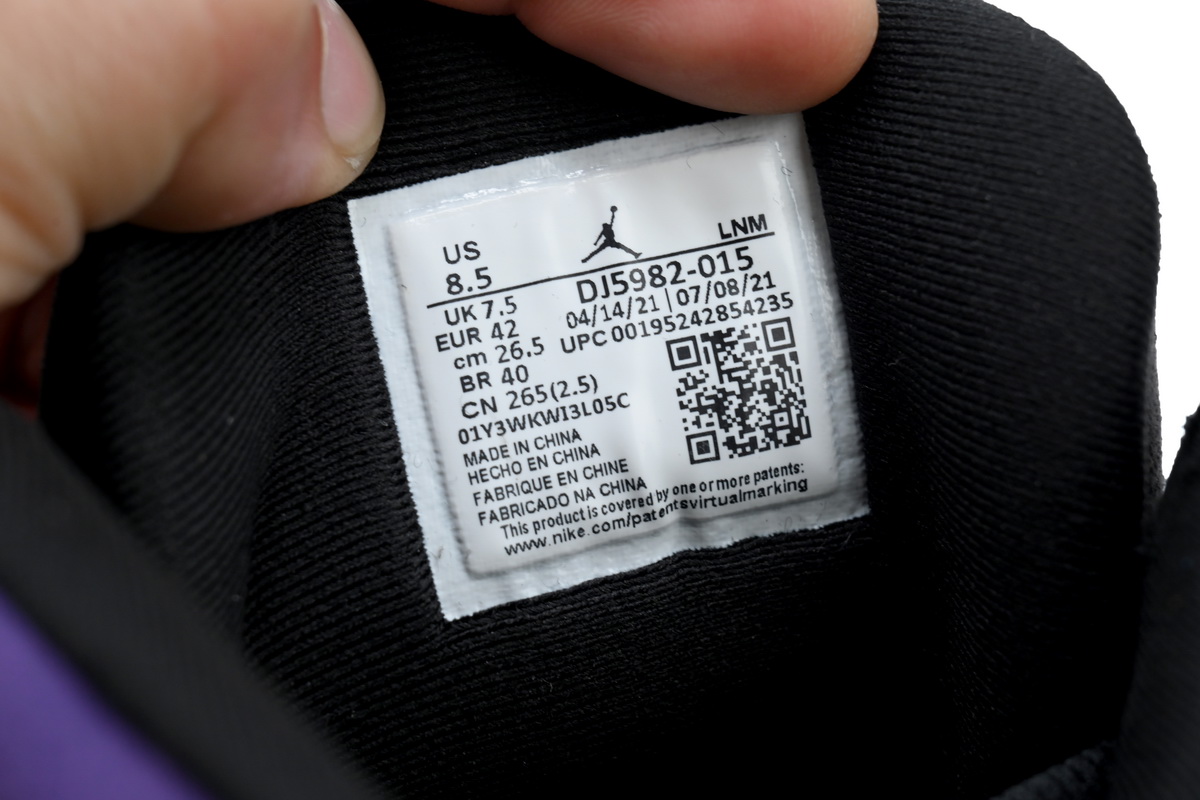 US
8.5
LNM
UK 7.5
DJ5982-015
EUR 42
04/14/21 | 07/08/21
cm 26.5
UPC 00195242854235
BR 40
CN 265(2.5)
01Y3WKWI3L05C
MADE IN CHINA
HECHO EN CHINA
FABRIQUE EN CHINE
FABRICADO NA CHINA
This product is covered by one or more patents:
www.nike.com/patentsvirtualmarking